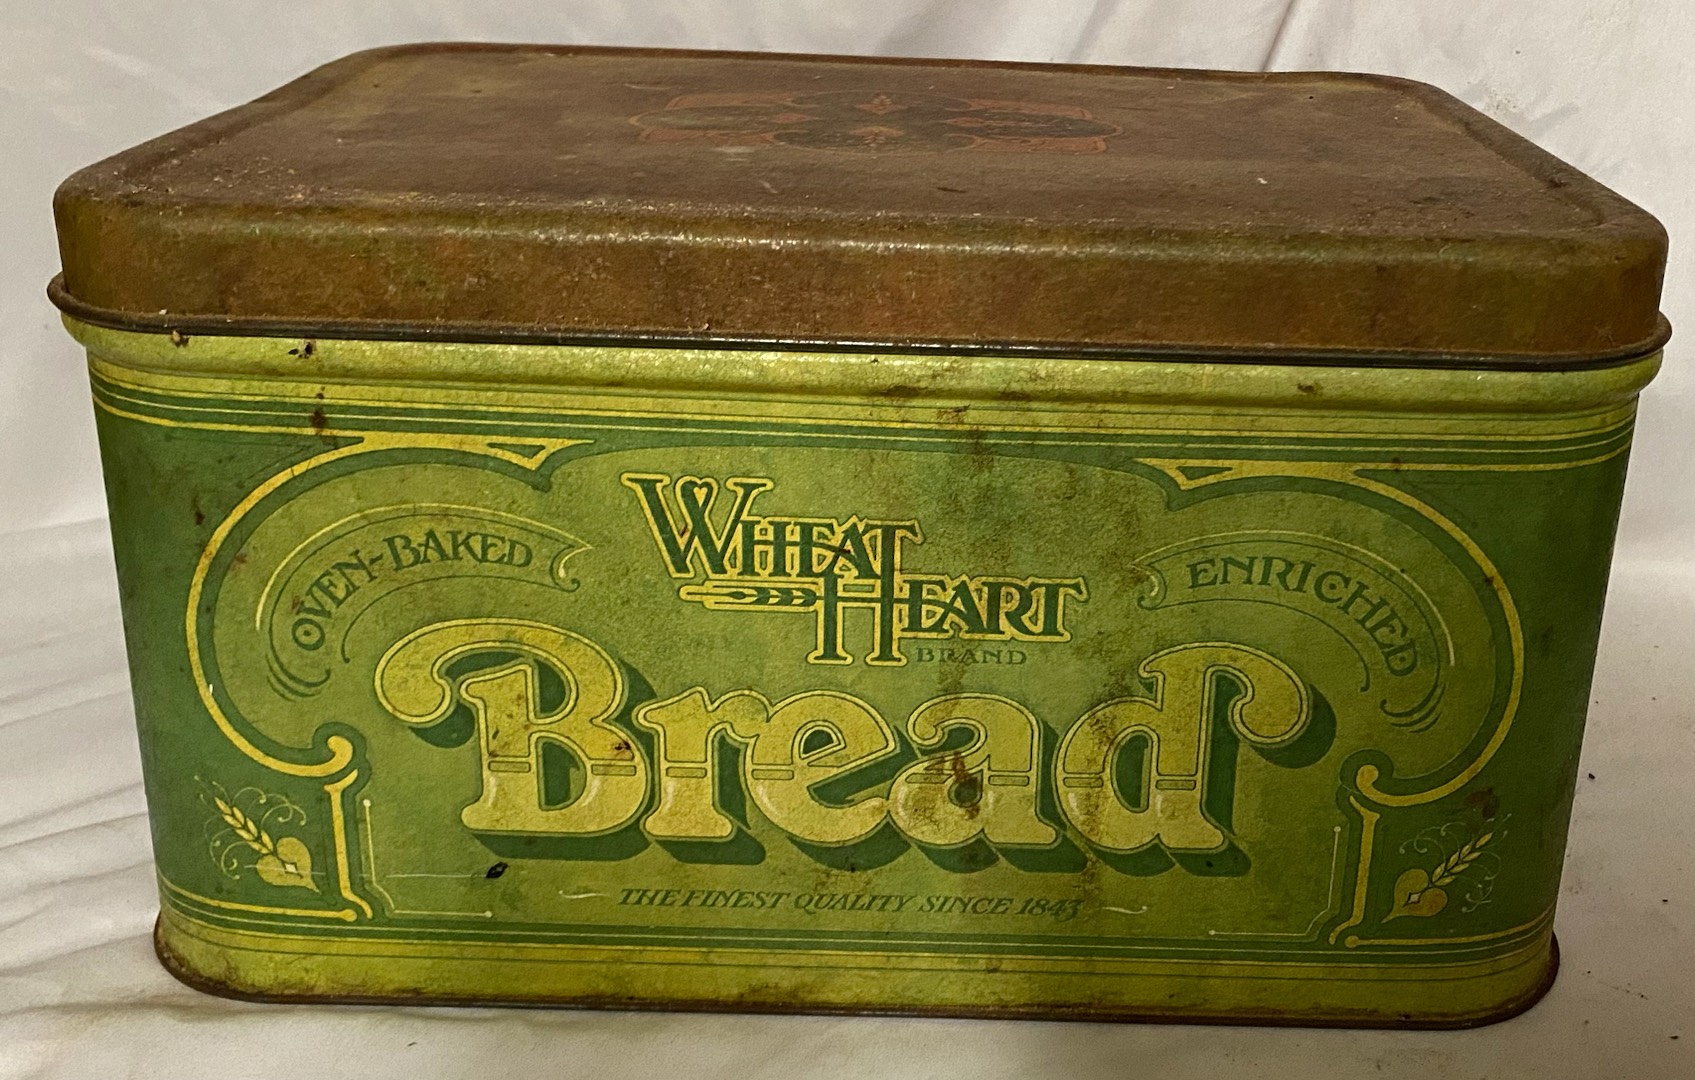 OVEN-BAKED
WHEAT
HEART
BRAND
ENRICHED
Bread
THE FINEST QUALITY SINCE 1843